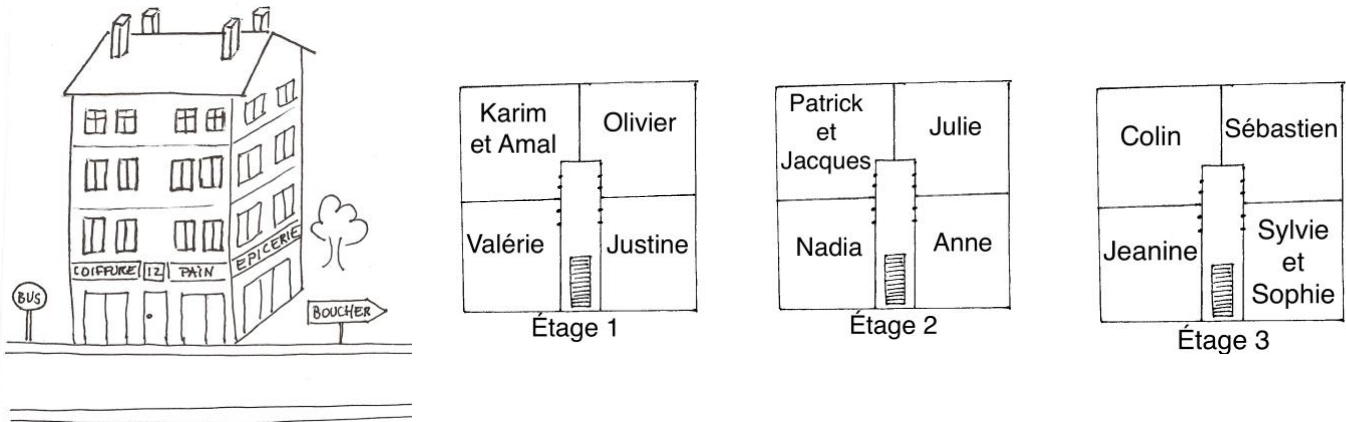 COIFFURE 12 PAIN
EPICERIE
BUS
BOUCHER
Karim
et Amal
Olivier
Valérie
Justine
Étage 1
Patrick
et
Jacques
Julie
Nadia
Anne
Étage 2
Colin
Sébastien
Jeanine
Sylvie
et
Sophie
Étage 3